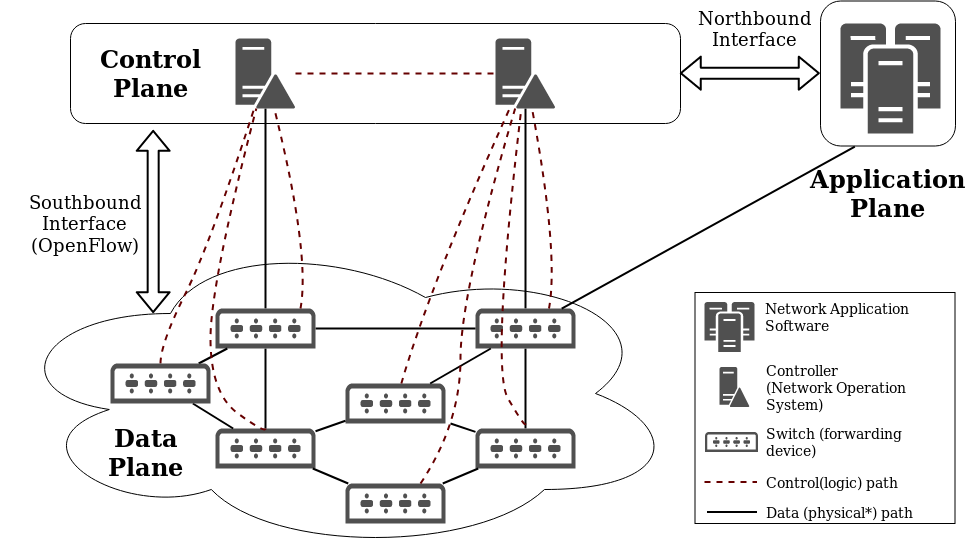 Northbound
Interface
Control
Plane
Southbound
Interface
(OpenFlow)
Application
Plane
Data
Plane
Network Application
Software
Controller
(Network Operation
System)
Switch (forwarding
device)
Control(logic) path
Data (physical*) path